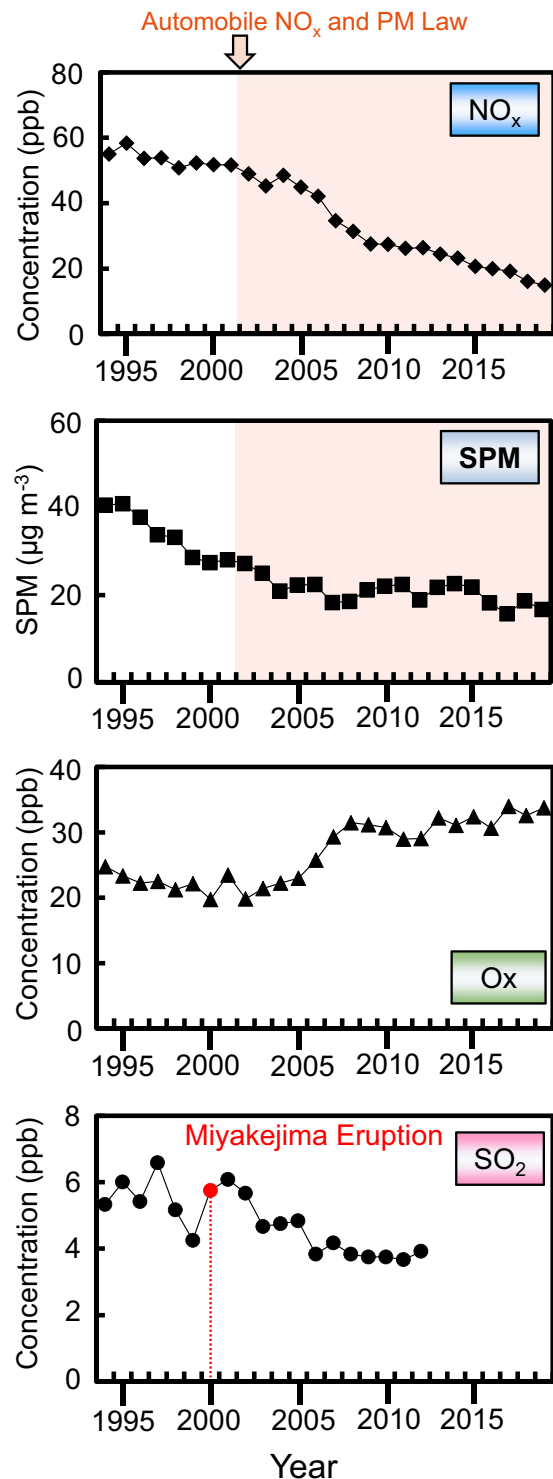 Automobile NOx and PM Law
80
60
40
20
0
Concentration (ppb)
NOx
1995 2000 2005 2010 2015
60
40
20
0
SPM (µg m-3)
SPM
1995 2000 2005 2010 2015
40
30
20
10
0
Concentration (ppb)
Ox
1995 2000 2005 2010 2015
8
6
4
2
0
Concentration (ppb)
Miyakejima Eruption
SO2
1995 2000 2005 2010 2015
Year